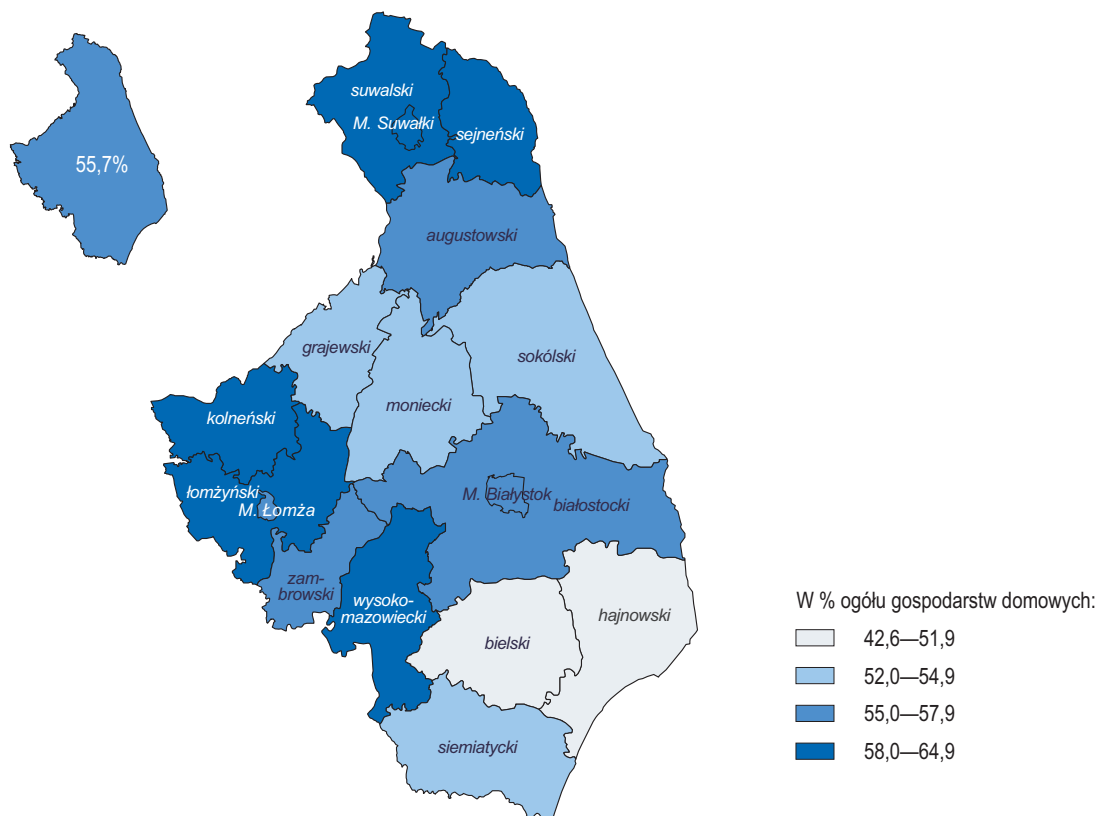 suwalski
M. Suwałki
sejneński
55,7%
augustowski
grajewski
sokólski
moniecki
kolneński
łomżyński
M. Łomża
M. Białystok
białostocki
zam-
browski
wysoko-
mazowiecki
hajnowski
bielski
siemiatycki
W % ogółu gospodarstw domowych:
42,6—51,9
52,0—54,9
55,0—57,9
58,0—64,9